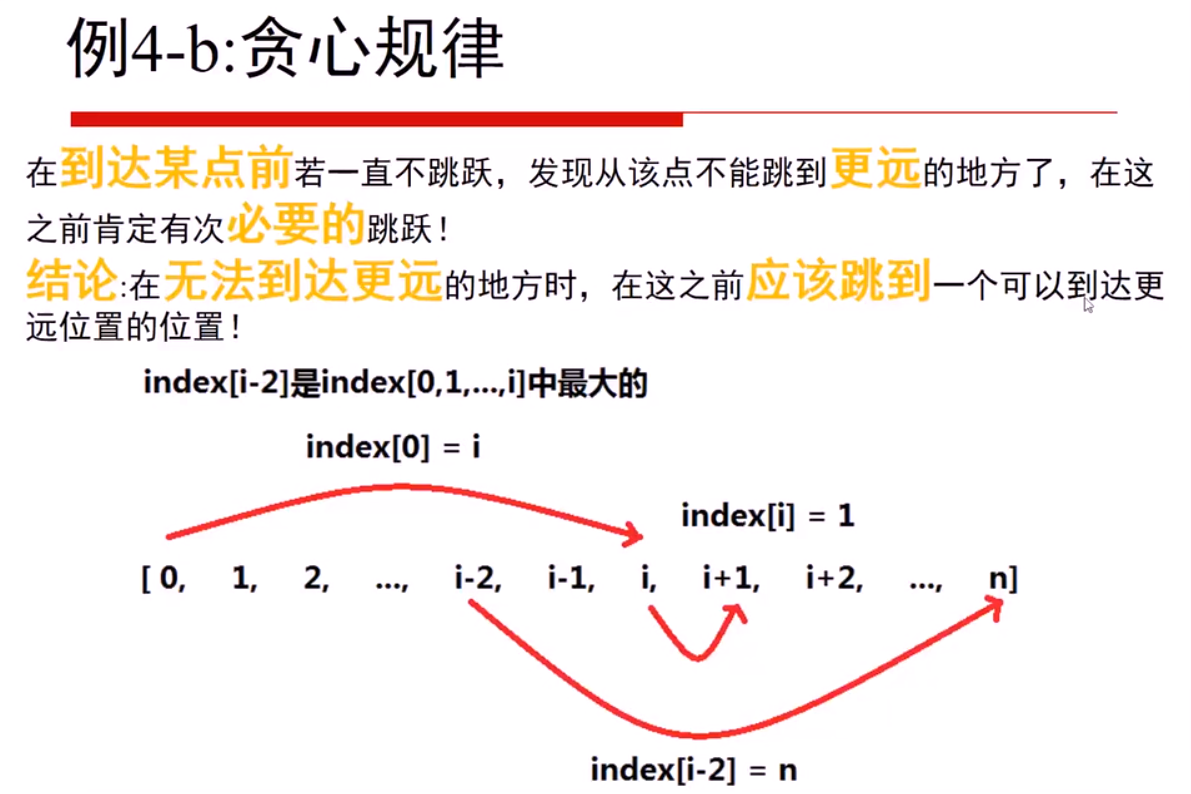 例4-b:贪心规律
在到达某点前若一直不跳跃，发现从该点不能跳到更远的地方了，在这
之前肯定有次必要的跳跃！
结论:在无法到达更远的地方时，在这之前应该跳到一个可以到达更
远位置的位置！
index[i-2]是index[0,1,...,i]中最大的
index[0] = i
index[i] = 1
[ 0, 1, 2, ..., i-2, i-1, i, i+1, i+2, ..., n]
index[i-2] = n